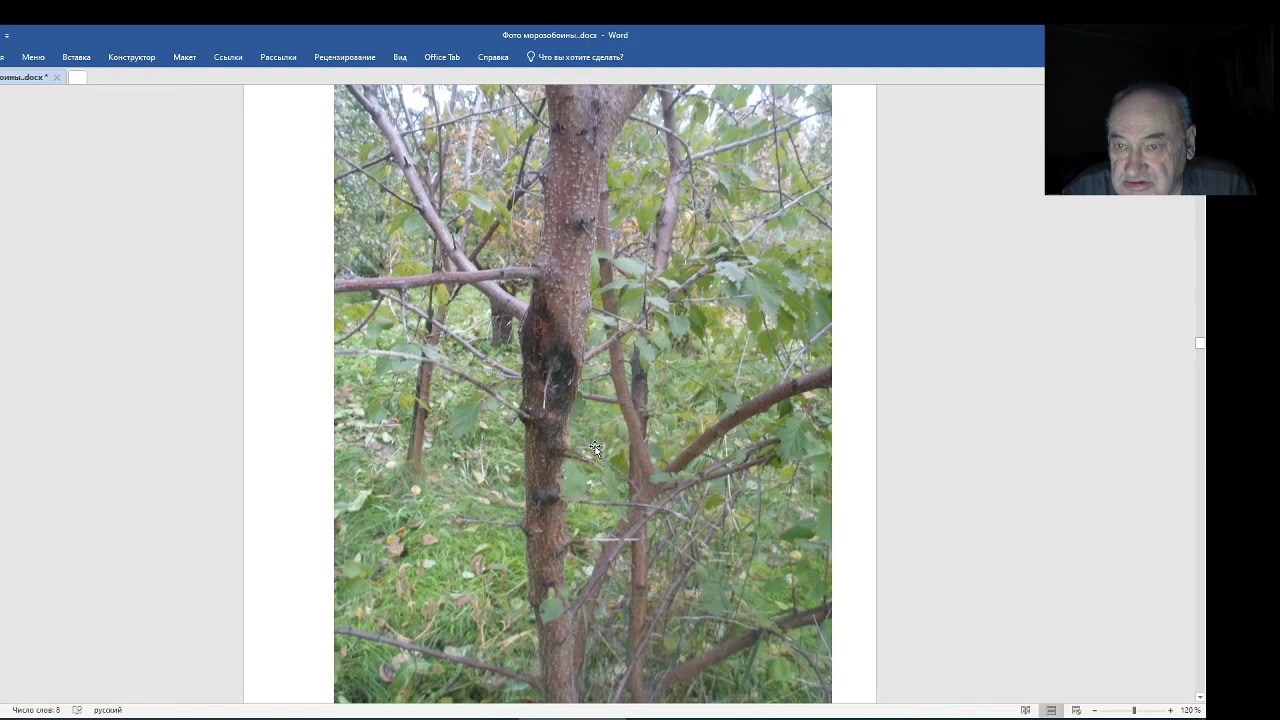 Фото морозобоины..docx - Word
я Меню Вставка Конструктор Макет Ссылки Рассылки Рецензирование Вид Office Tab Справка Что вы хотите сделать?
оины..docx *
Число слов: 8 русский 120 %